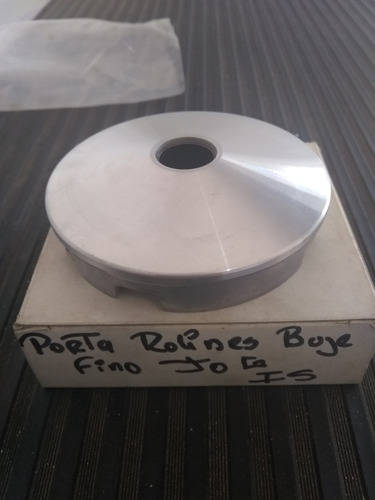 Porta Rolines Buje
Fino Jog
IS